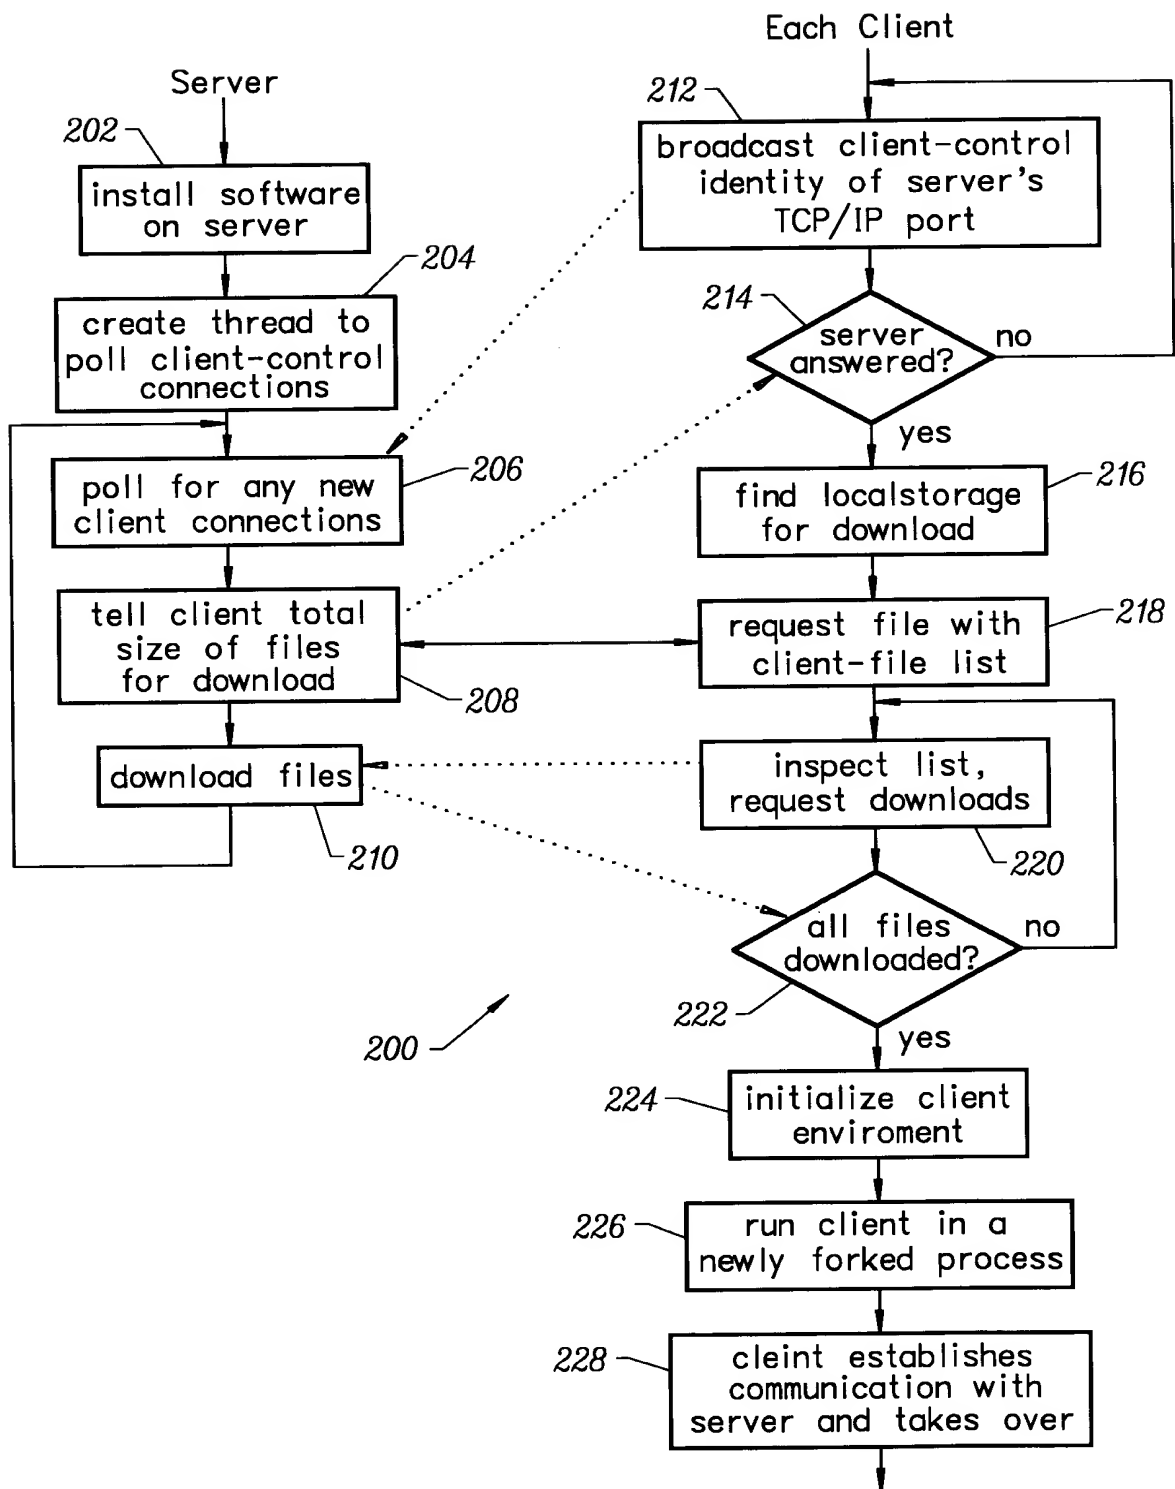 Server
202
install software
on server
204
create thread to
poll client-control
connections
206
poll for any new
client connections
tell client total
size of files
for download
208
download files
210
200
Each Client
212
broadcast client-control
identity of server's
TCP/IP port
214
server
answered?
no
yes
216
find localstorage
for download
218
request file with
client-file list
inspect list,
request downloads
220
all files
downloaded?
no
222
yes
224
initialize client
enviroment
226
run client in a
newly forked process
228
cleint establishes
communication with
server and takes over